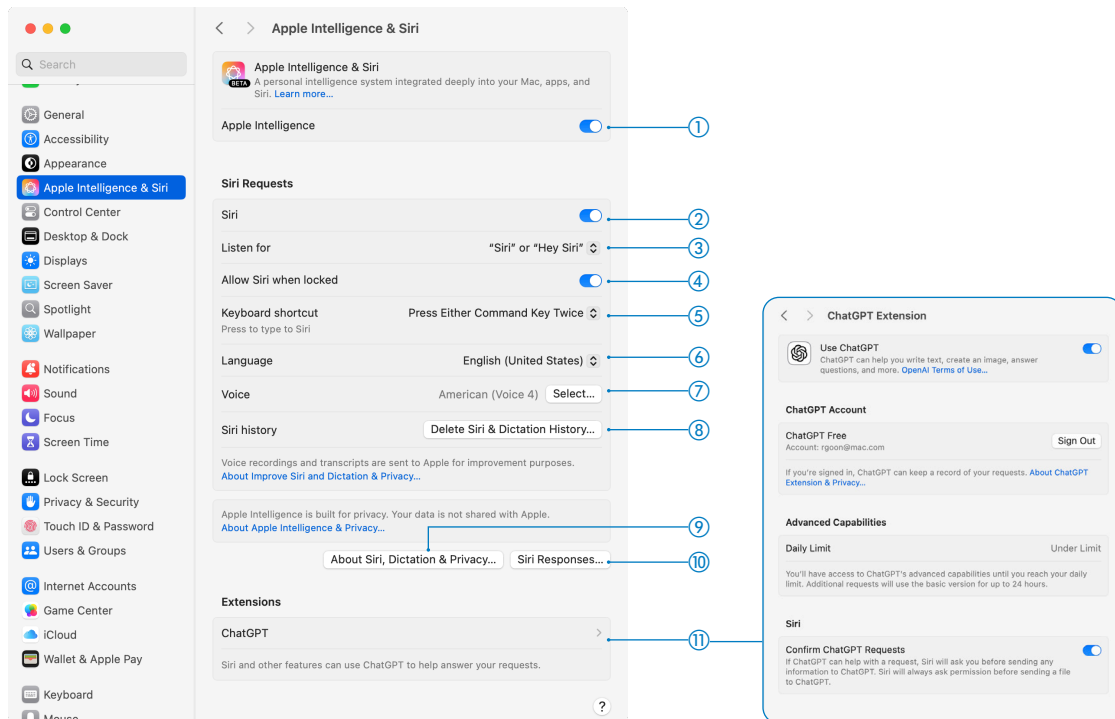 Search
General
Accessibility
Appearance
Apple Intelligence & Siri
Control Center
Desktop & Dock
Displays
Screen Saver
Spotlight
Wallpaper
Notifications
Sound
Focus
Screen Time
Lock Screen
Privacy & Security
Touch ID & Password
Users & Groups
Internet Accounts
Game Center
iCloud
Wallet & Apple Pay
Keyboard
Mouse
Apple Intelligence & Siri
Apple Intelligence & Siri
BETA
A personal intelligence system integrated deeply into your Mac, apps, and
Siri. Learn more...
Apple Intelligence
1
Siri Requests
Siri
2
Listen for "Siri" or "Hey Siri"
3
Allow Siri when locked
4
Keyboard shortcut Press Either Command Key Twice
5
Press to type to Siri
Language English (United States)
6
Voice American (Voice 4) Select...
7
Siri history Delete Siri & Dictation History...
8
Voice recordings and transcripts are sent to Apple for improvement purposes.
About Improve Siri and Dictation & Privacy...
Apple Intelligence is built for privacy. Your data is not shared with Apple.
About Apple Intelligence & Privacy...
9
About Siri, Dictation & Privacy... Siri Responses...
10
Extensions
ChatGPT
11
Siri and other features can use ChatGPT to help answer your requests.
?
ChatGPT Extension
Use ChatGPT
ChatGPT can help you write text, create an image, answer
questions, and more. OpenAI Terms of Use...
ChatGPT Account
ChatGPT Free
Account: rgoon@mac.com
Sign Out
If you're signed in, ChatGPT can keep a record of your requests. About ChatGPT
Extension & Privacy...
Advanced Capabilities
Daily Limit Under Limit
You'll have access to ChatGPT's advanced capabilities until you reach your daily
limit. Additional requests will use the basic version for up to 24 hours.
Siri
Confirm ChatGPT Requests
If ChatGPT can help with a request, Siri will ask you before sending any
information to ChatGPT. Siri will always ask permission before sending a file
to ChatGPT.